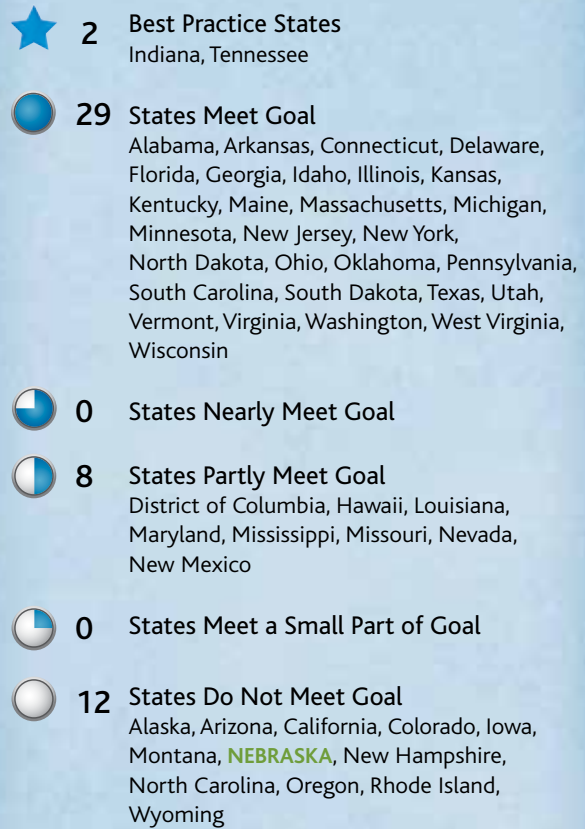 2 Best Practice States
Indiana, Tennessee
29 States Meet Goal
Alabama, Arkansas, Connecticut, Delaware,
Florida, Georgia, Idaho, Illinois, Kansas,
Kentucky, Maine, Massachusetts, Michigan,
Minnesota, New Jersey, New York,
North Dakota, Ohio, Oklahoma, Pennsylvania,
South Carolina, South Dakota, Texas, Utah,
Vermont, Virginia, Washington, West Virginia,
Wisconsin
0 States Nearly Meet Goal
8 States Partly Meet Goal
District of Columbia, Hawaii, Louisiana,
Maryland, Mississippi, Missouri, Nevada,
New Mexico
0 States Meet a Small Part of Goal
12 States Do Not Meet Goal
Alaska, Arizona, California, Colorado, Iowa,
Montana, NEBRASKA, New Hampshire,
North Carolina, Oregon, Rhode Island,
Wyoming